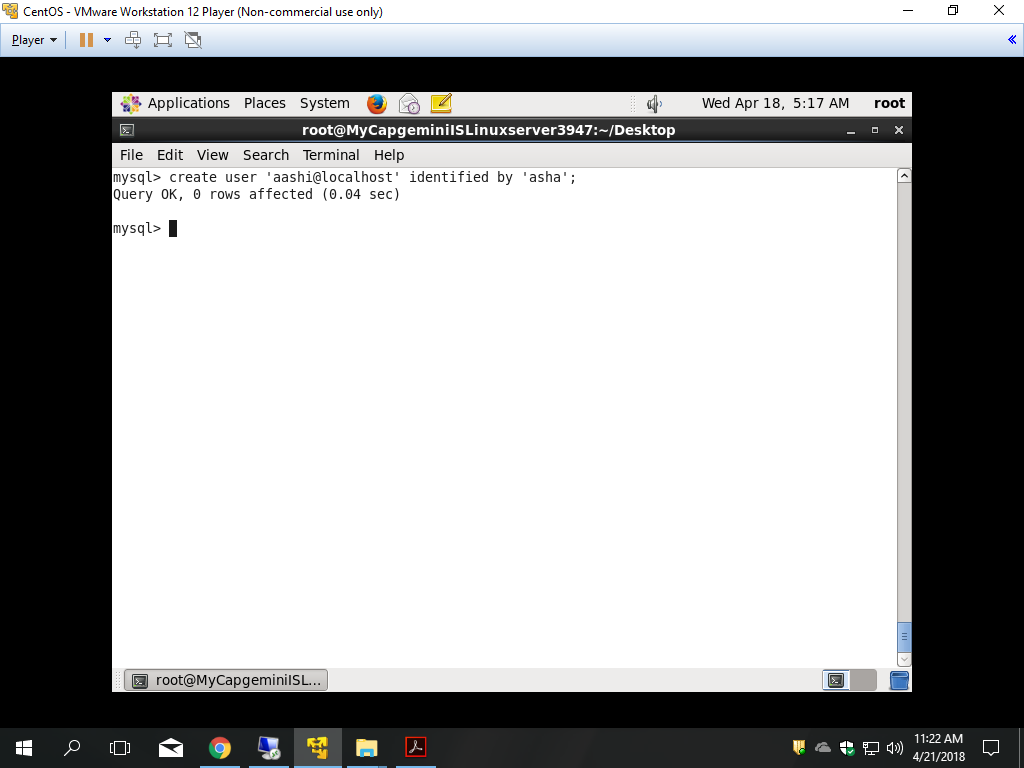 CentOS - VMware Workstation 12 Player (Non-commercial use only)
Player
Applications Places System Wed Apr 18, 5:17 AM root
root@MyCapgeminiISLinuxserver3947:~/Desktop
File Edit View Search Terminal Help
mysql> create user 'aashi@localhost' identified by 'asha';
Query OK, 0 rows affected (0.04 sec)
mysql>
root@MyCapgeminiISL...
11:22 AM
4/21/2018